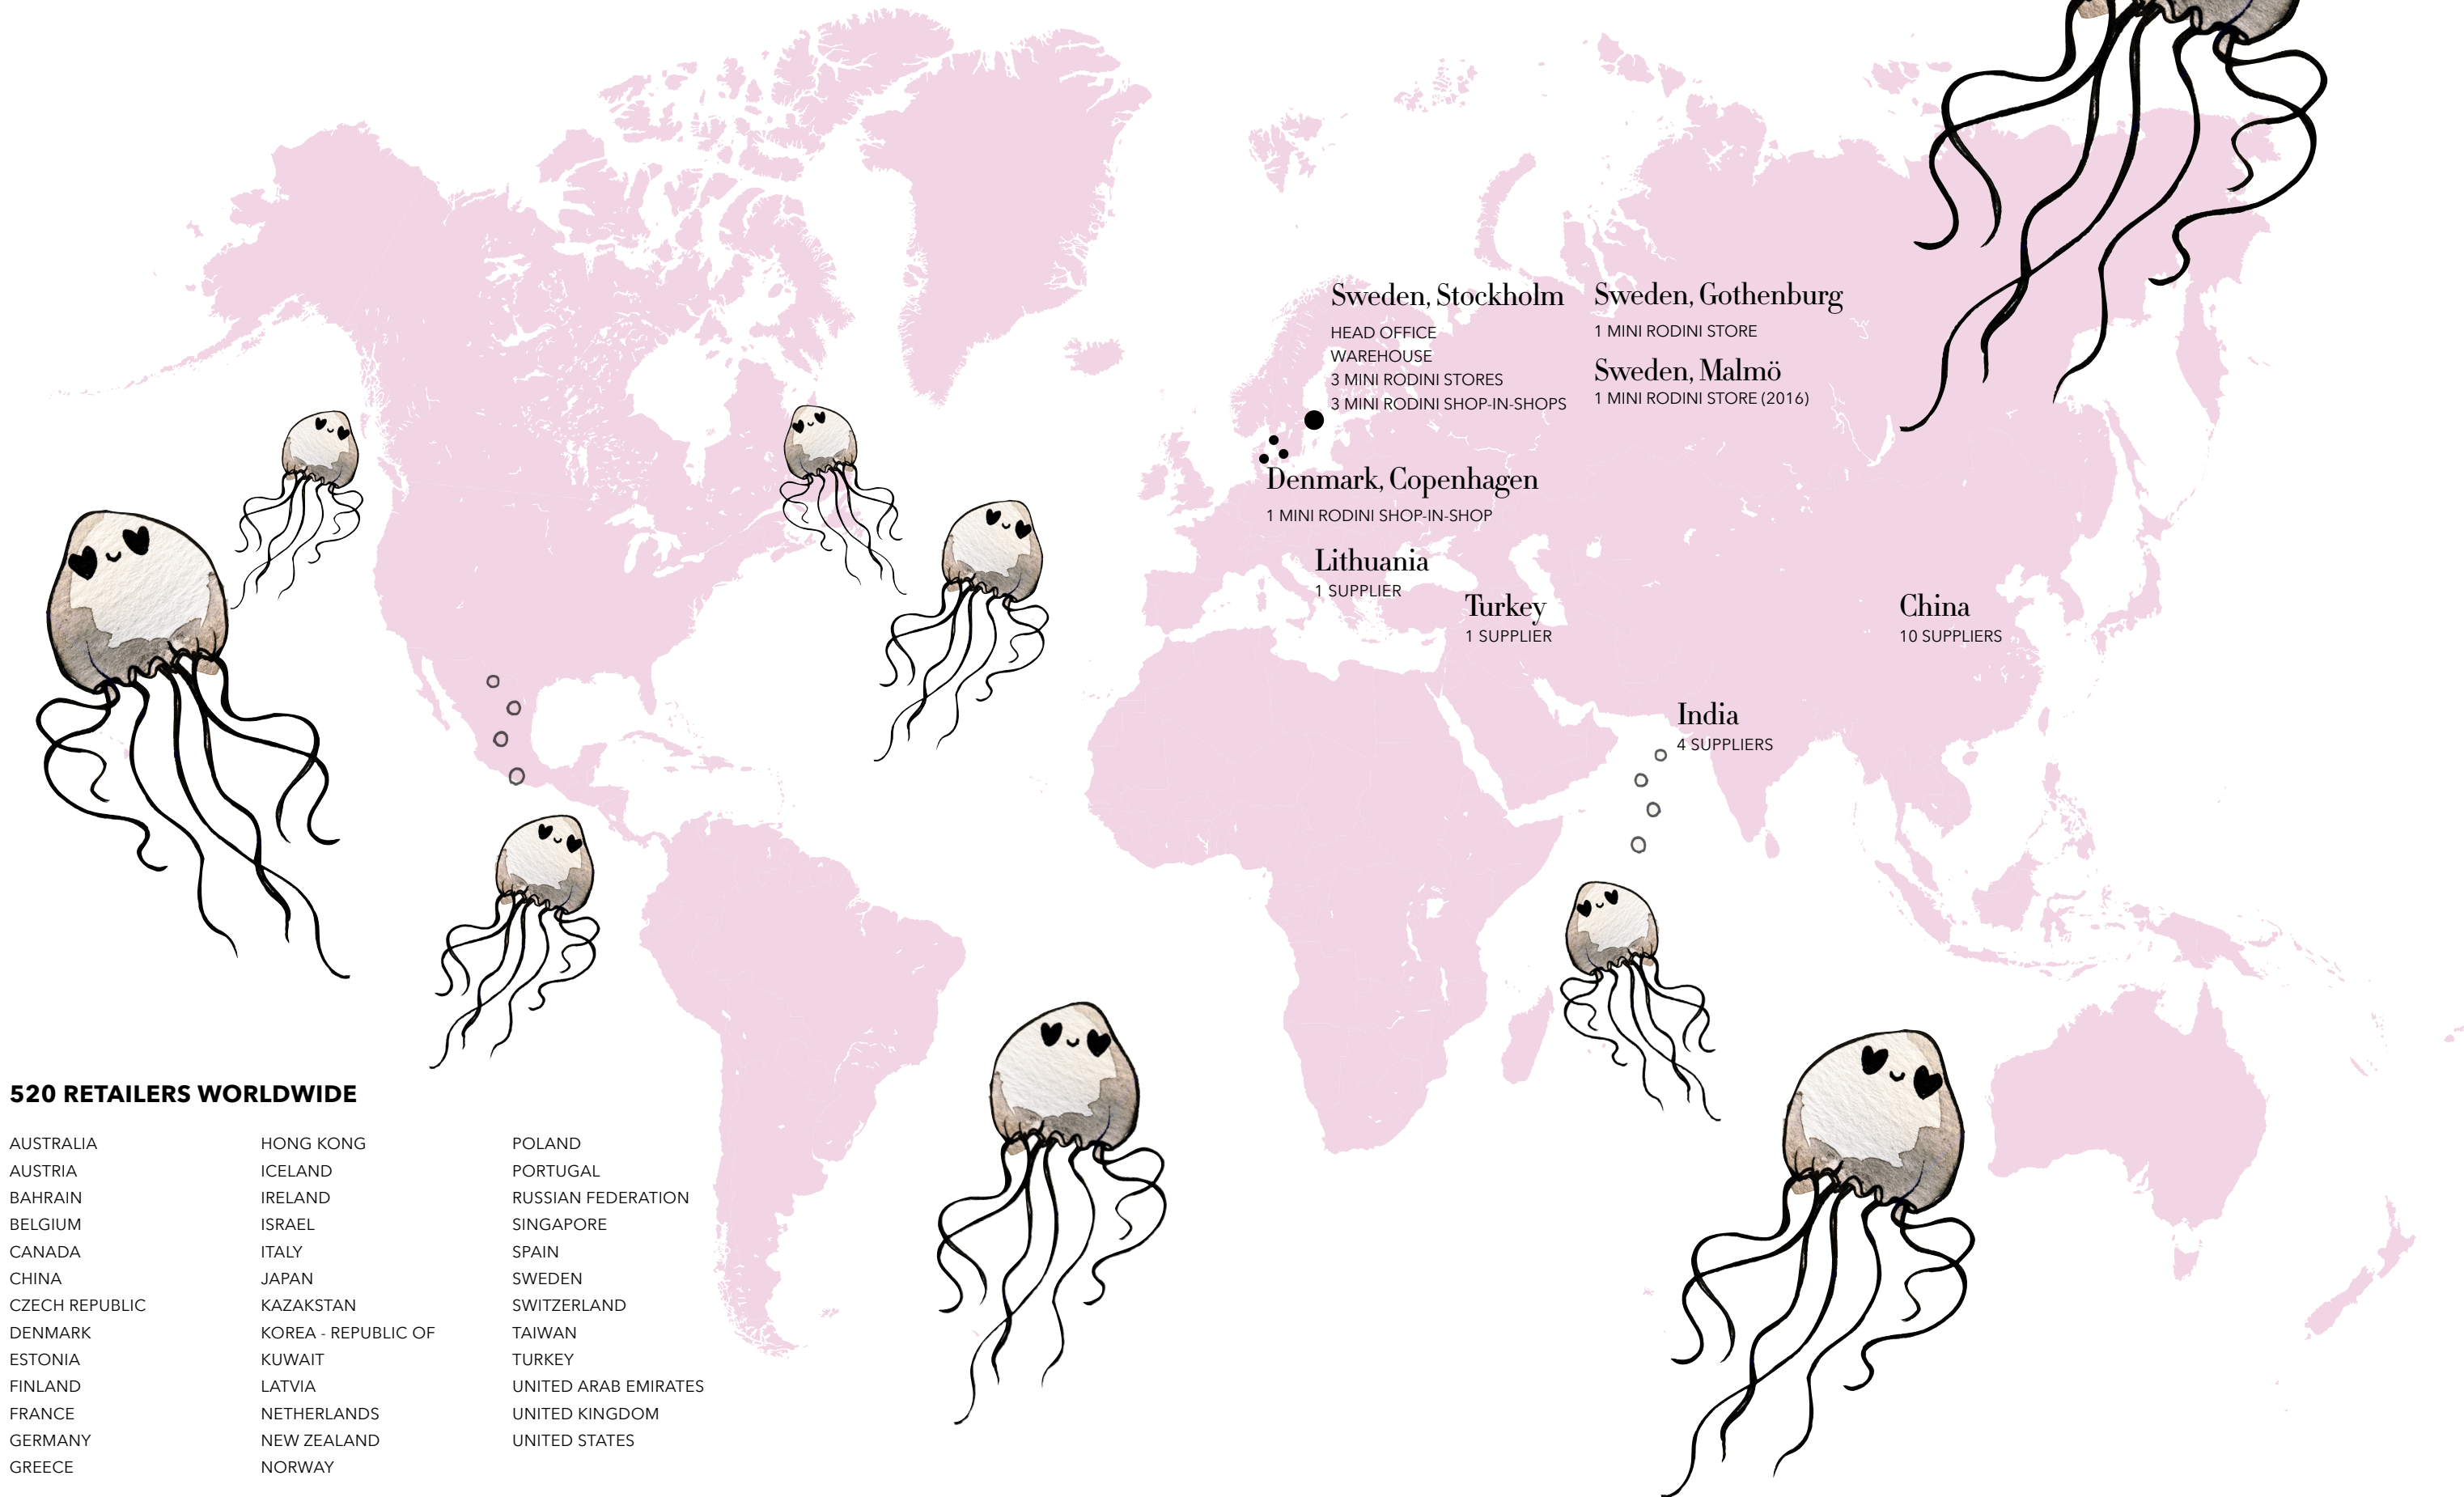 Sweden, Stockholm
HEAD OFFICE
WAREHOUSE
3 MINI RODINI STORES
3 MINI RODINI SHOP-IN-SHOPS
Sweden, Gothenburg
1 MINI RODINI STORE
Sweden, Malmö
1 MINI RODINI STORE (2016)
Denmark, Copenhagen
1 MINI RODINI SHOP-IN-SHOP
Lithuania
1 SUPPLIER
Turkey
1 SUPPLIER
China
10 SUPPLIERS
India
4 SUPPLIERS
520 RETAILERS WORLDWIDE
AUSTRALIA
AUSTRIA
BAHRAIN
BELGIUM
CANADA
CHINA
CZECH REPUBLIC
DENMARK
ESTONIA
FINLAND
FRANCE
GERMANY
GREECE
HONG KONG
ICELAND
IRELAND
ISRAEL
ITALY
JAPAN
KAZAKSTAN
KOREA - REPUBLIC OF
KUWAIT
LATVIA
NETHERLANDS
NEW ZEALAND
NORWAY
POLAND
PORTUGAL
RUSSIAN FEDERATION
SINGAPORE
SPAIN
SWEDEN
SWITZERLAND
TAIWAN
TURKEY
UNITED ARAB EMIRATES
UNITED KINGDOM
UNITED STATES